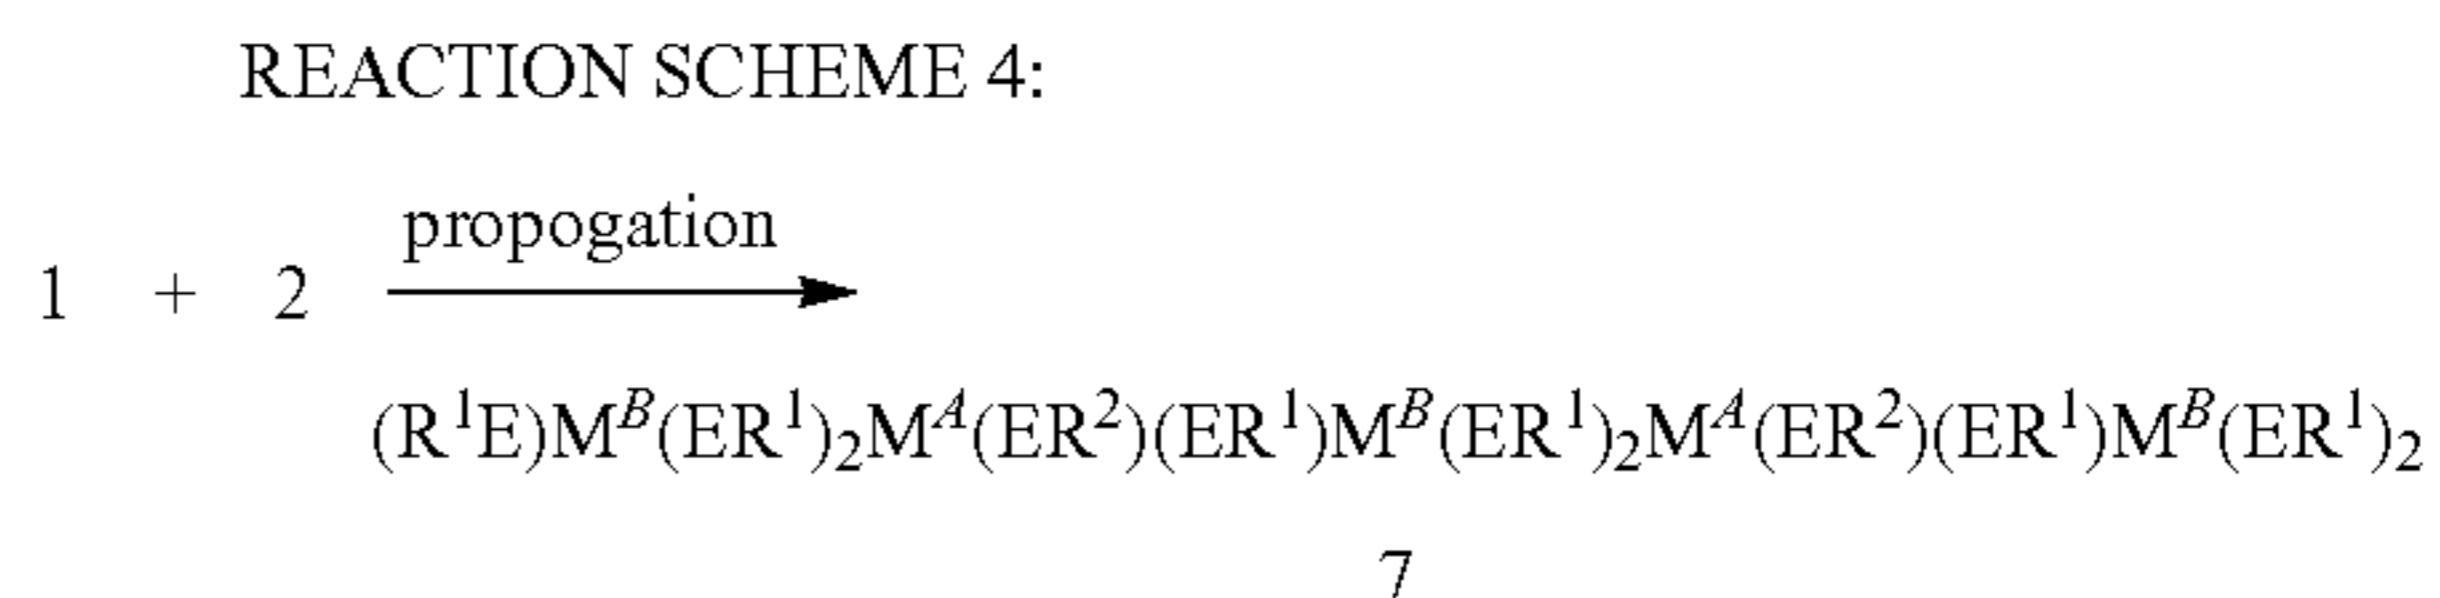 REACTION SCHEME 4:
propogation
1 + 2
(R¹E)Mᴮ(ER¹)₂Mᴬ(ER²)(ER¹)Mᴮ(ER¹)₂Mᴬ(ER²)(ER¹)Mᴮ(ER¹)₂
7